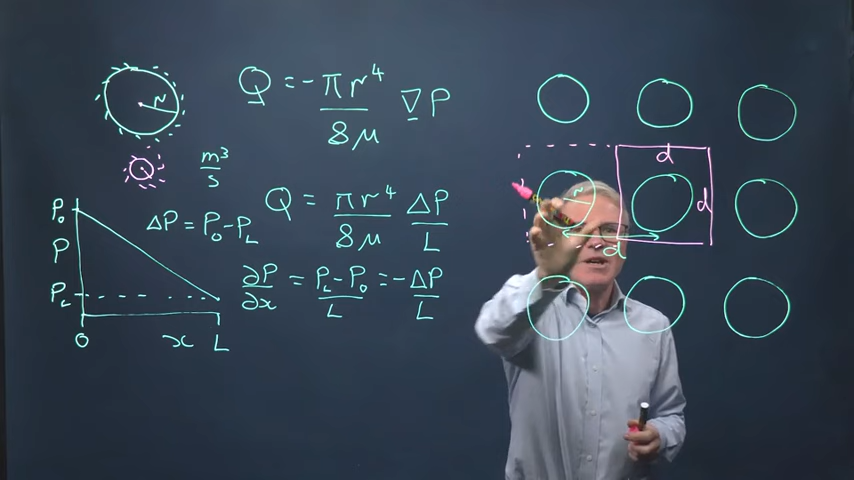 r
Q = - πr⁴ / 8μ ∇P
Q m³/s
ΔP = P₀ - P_L
Q = πr⁴ / 8μ ΔP / L
∂P/∂x = P_L - P₀ / L = - ΔP / L
P₀
P
P_L
0 x L
d
r d
d